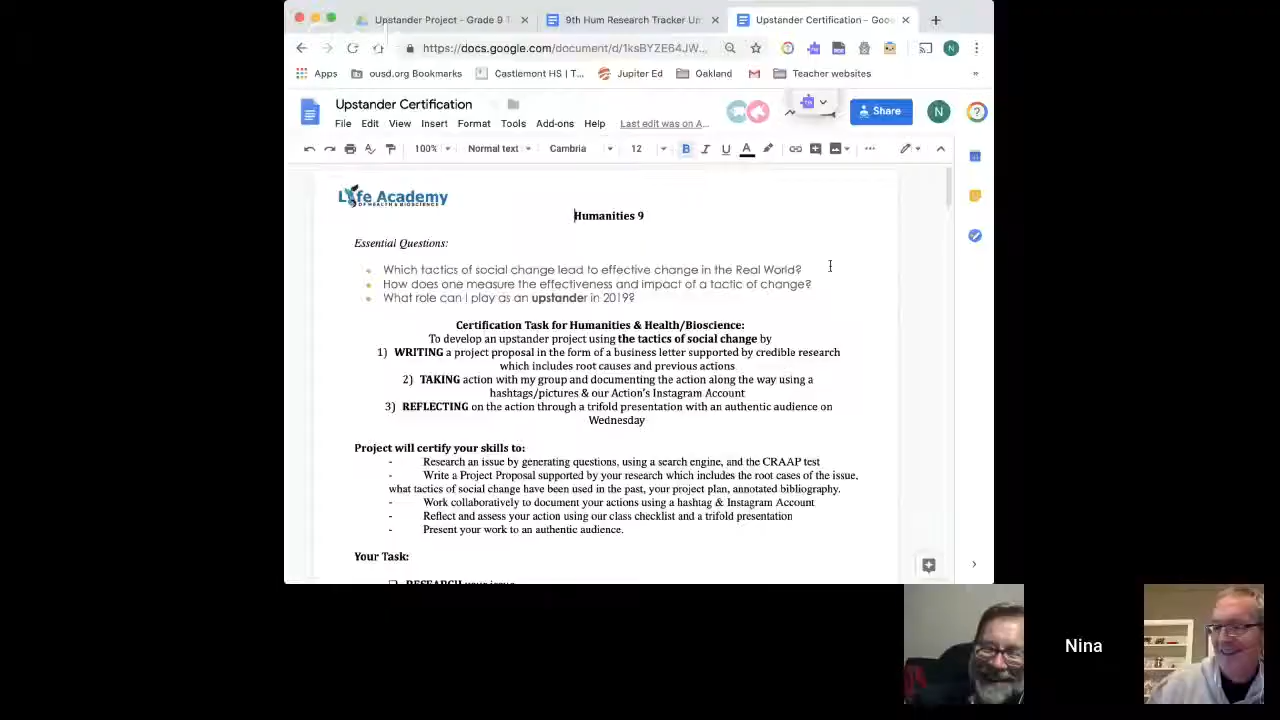 Upstander Project - Grade 9 T
9th Hum Research Tracker Up
Upstander Certification - Goo
https://docs.google.com/document/d/1ksBYZE64JW...
N
Apps
ousd.org Bookmarks
Castlemont HS | T...
Jupiter Ed
Oakland
Teacher websites
»
Upstander Certification
Share
N
File Edit View Insert Format Tools Add-ons Help Last edit was on A...
100% Normal text Cambria 12 B I U A
Life Academy
OF HEALTH & BIOSCIENCE
Humanities 9
Essential Questions:
Which tactics of social change lead to effective change in the Real World?
How does one measure the effectiveness and impact of a tactic of change?
What role can I play as an upstander in 2019?
Certification Task for Humanities & Health/Bioscience:
To develop an upstander project using the tactics of social change by
1) WRITING a project proposal in the form of a business letter supported by credible research
which includes root causes and previous actions
2) TAKING action with my group and documenting the action along the way using a
hashtags/pictures & our Action's Instagram Account
3) REFLECTING on the action through a trifold presentation with an authentic audience on
Wednesday
Project will certify your skills to:
- Research an issue by generating questions, using a search engine, and the CRAAP test
- Write a Project Proposal supported by your research which includes the root cases of the issue,
what tactics of social change have been used in the past, your project plan, annotated bibliography.
- Work collaboratively to document your actions using a hashtag & Instagram Account
- Reflect and assess your action using our class checklist and a trifold presentation
- Present your work to an authentic audience.
Your Task:
RESEARCH your issue
Nina